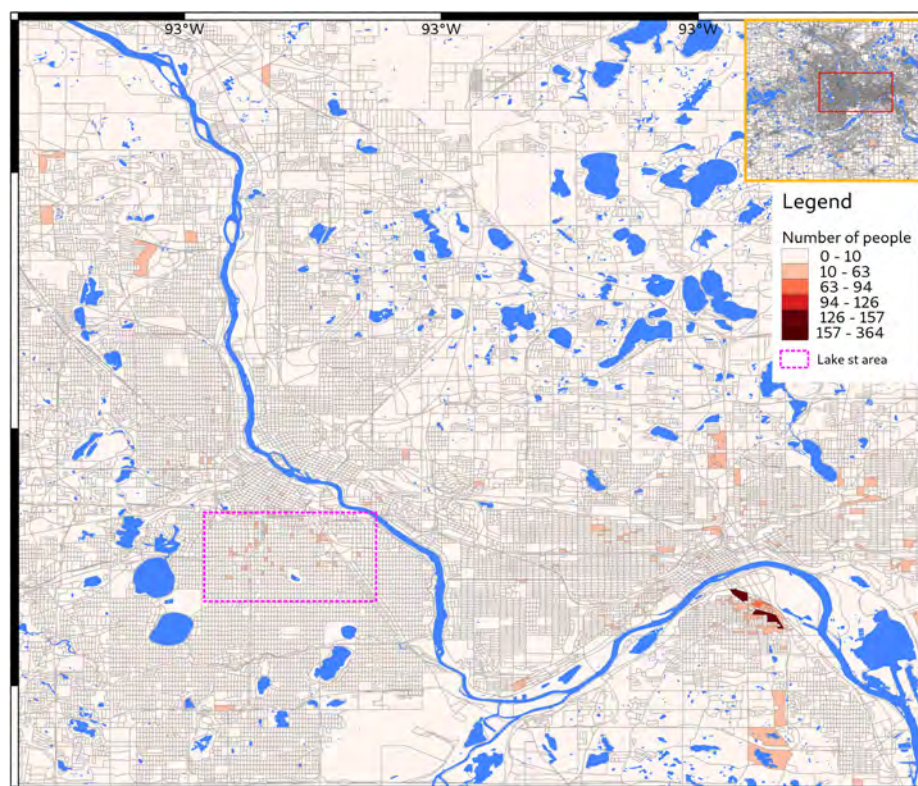 93°W 93°W 93°W
Legend
Number of people
0 - 10
10 - 63
63 - 94
94 - 126
126 - 157
157 - 364
Lake st area